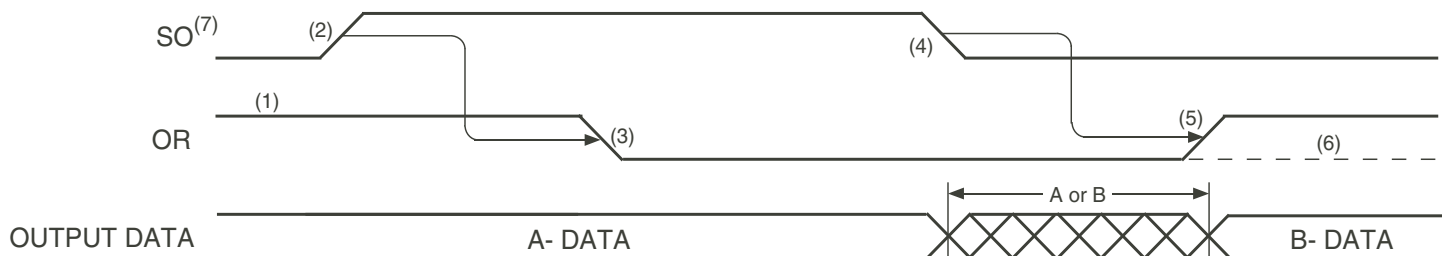 SO(7)
(2)
(4)
(1)
OR
(3)
(5)
(6)
A or B
OUTPUT DATA
A- DATA
B- DATA